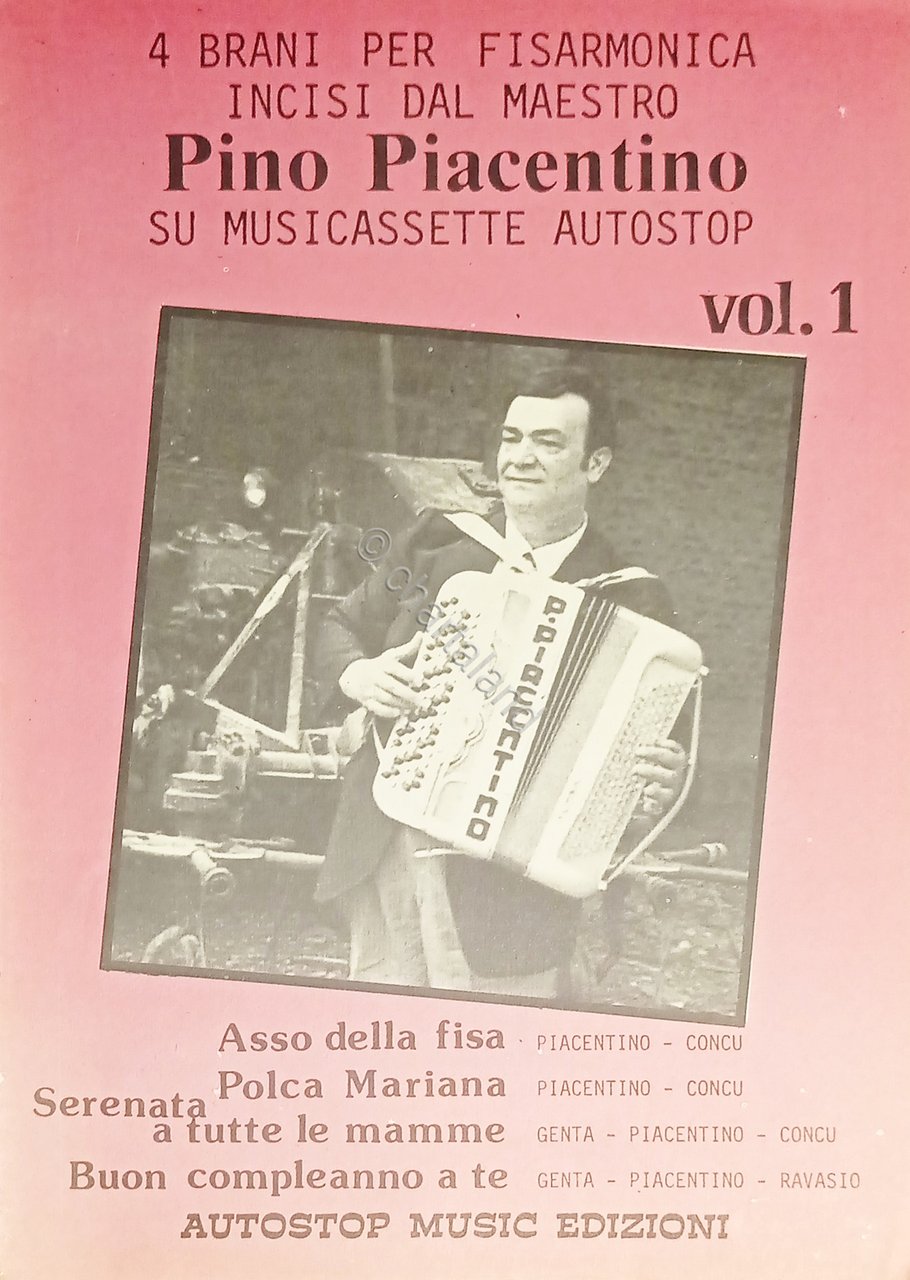 4 BRANI PER FISARMONICA
INCISI DAL MAESTRO
Pino Piacentino
SU MUSICASSETTE AUTOSTOP
vol. 1
© chartaland
P. PIACENTINO
Asso della fisa PIACENTINO - CONCU
Polca Mariana PIACENTINO - CONCU
Serenata
a tutte le mamme GENTA - PIACENTINO - CONCU
Buon compleanno a te GENTA - PIACENTINO - RAVASIO
AUTOSTOP MUSIC EDIZIONI